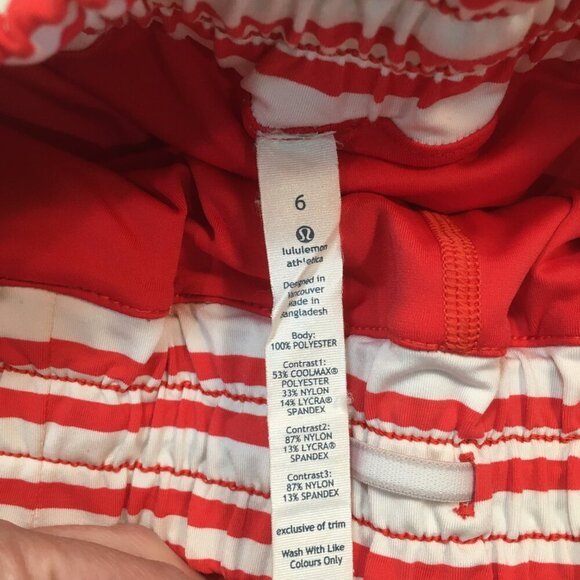 6
lululemon
athletica
Designed in
Vancouver
Made in
Bangladesh
Body:
100% POLYESTER
Contrast1:
53% COOLMAX®
POLYESTER
33% NYLON
14% LYCRA®
SPANDEX
Contrast2:
87% NYLON
13% LYCRA®
SPANDEX
Contrast3:
87% NYLON
13% SPANDEX
exclusive of trim
Wash With Like
Colours Only